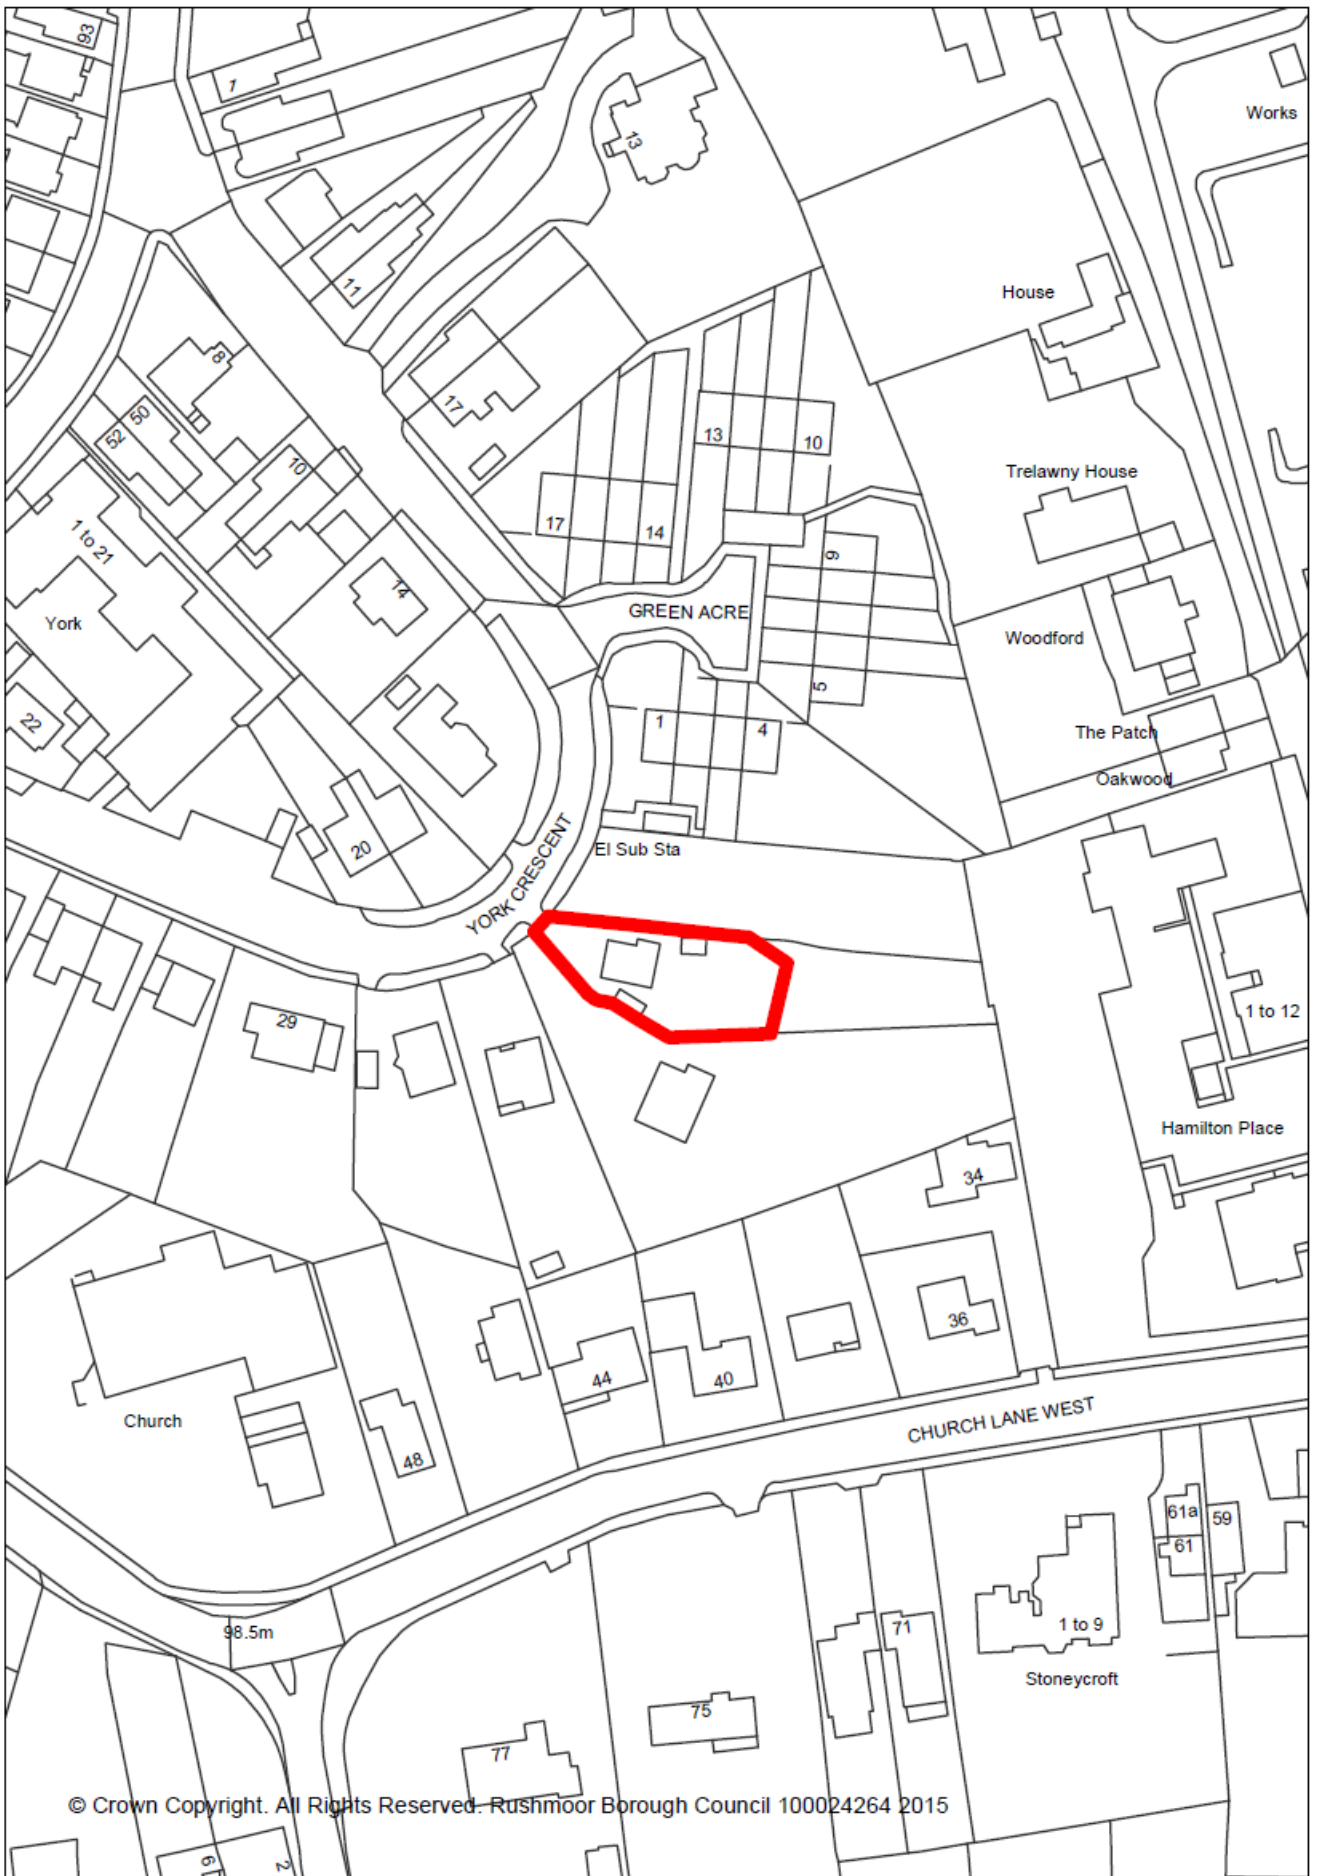 93
1
13
Works
11
House
8
17
50
52
10
13
10
Trelawny House
1 to 21
17
14
9
14
GREEN ACRE
York
Woodford
5
22
1
4
The Patch
Oakwood
20
El Sub Sta
YORK CRESCENT
29
1 to 12
Hamilton Place
34
36
44
40
Church
CHURCH LANE WEST
48
61a
59
61
98.5m
71
1 to 9
Stoneycroft
75
77
© Crown Copyright. All Rights Reserved. Rushmoor Borough Council 100024264 2015
6
2